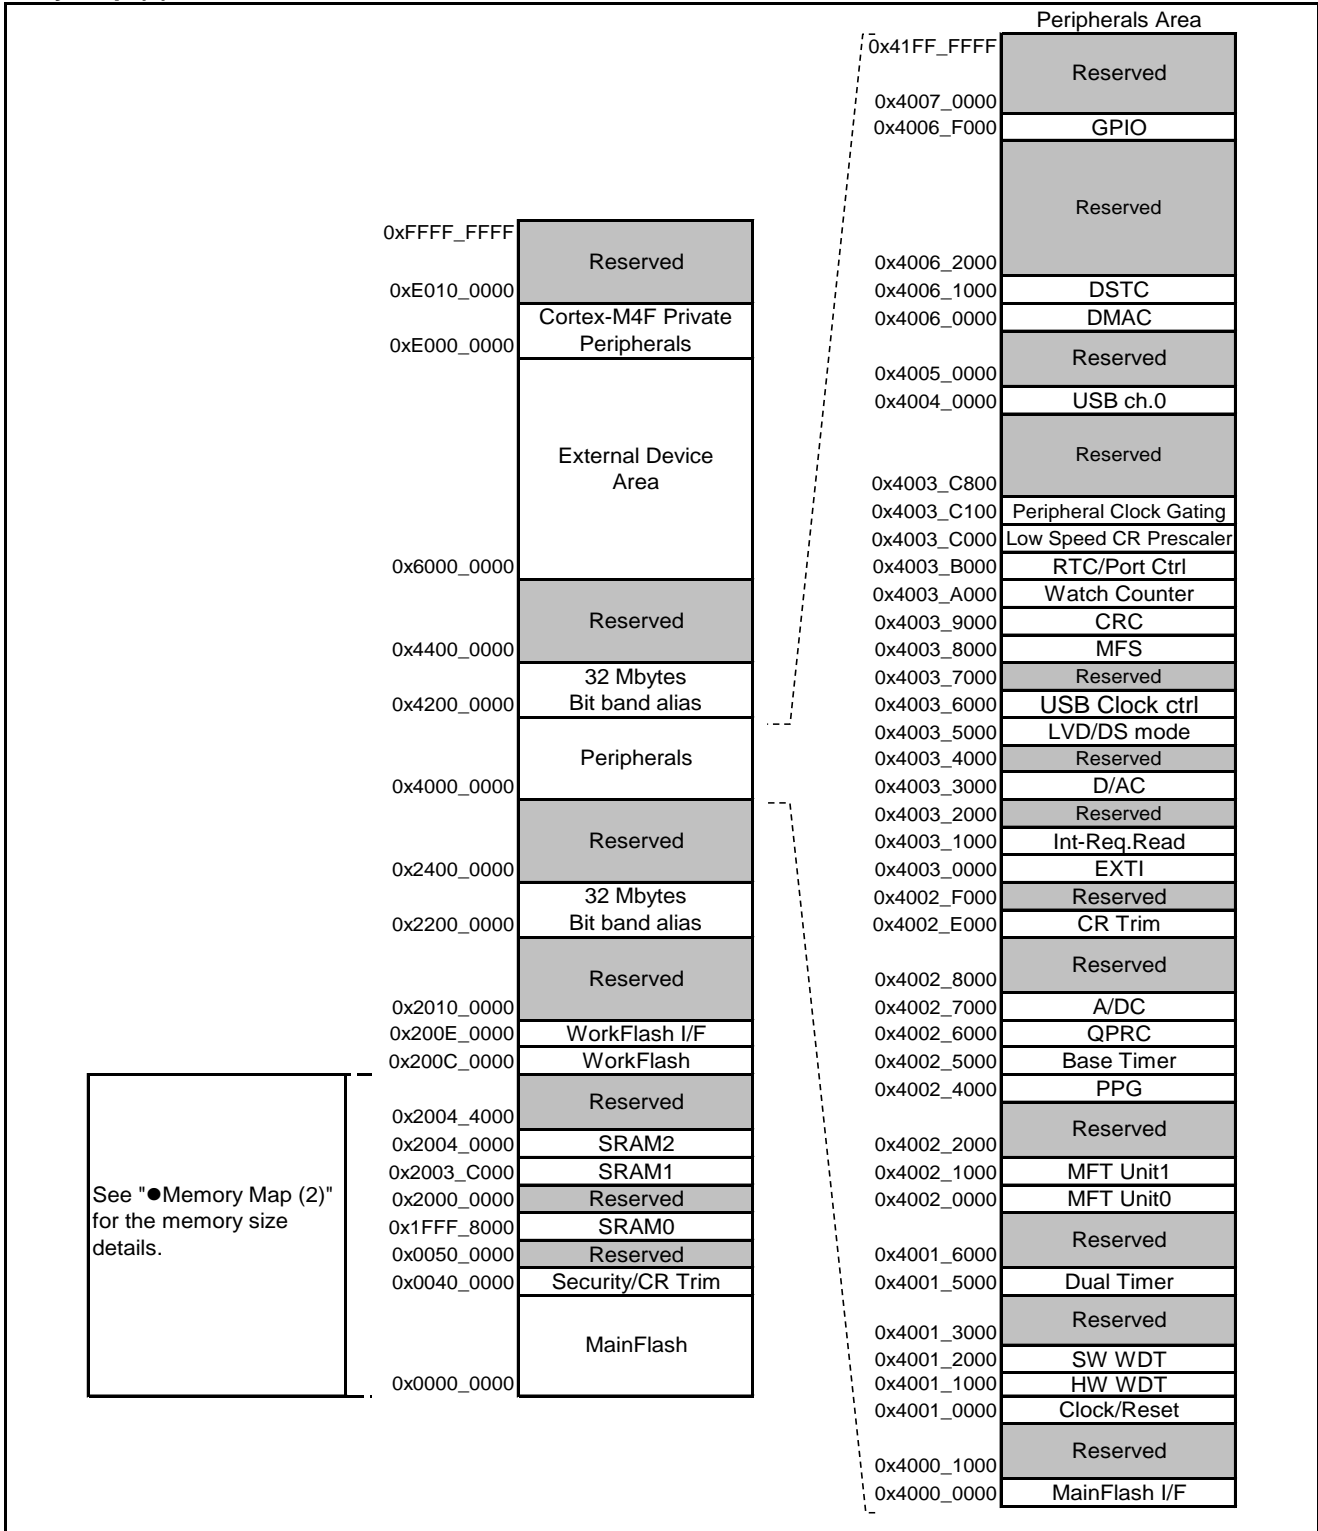 Peripherals Area
0x41FF_FFFF
Reserved
0x4007_0000
0x4006_F000 GPIO
Reserved
0x4006_2000
0x4006_1000 DSTC
0x4006_0000 DMAC
Reserved
0x4005_0000
0x4004_0000 USB ch.0
Reserved
0x4003_C800
0x4003_C100 Peripheral Clock Gating
0x4003_C000 Low Speed CR Prescaler
0x4003_B000 RTC/Port Ctrl
0x4003_A000 Watch Counter
0x4003_9000 CRC
0x4003_8000 MFS
0x4003_7000 Reserved
0x4003_6000 USB Clock ctrl
0x4003_5000 LVD/DS mode
0x4003_4000 Reserved
0x4003_3000 D/AC
0x4003_2000 Reserved
0x4003_1000 Int-Req.Read
0x4003_0000 EXTI
0x4002_F000 Reserved
0x4002_E000 CR Trim
Reserved
0x4002_8000
0x4002_7000 A/DC
0x4002_6000 QPRC
0x4002_5000 Base Timer
0x4002_4000 PPG
Reserved
0x4002_2000
0x4002_1000 MFT Unit1
0x4002_0000 MFT Unit0
Reserved
0x4001_6000
0x4001_5000 Dual Timer
Reserved
0x4001_3000
0x4001_2000 SW WDT
0x4001_1000 HW WDT
0x4001_0000 Clock/Reset
Reserved
0x4000_1000
0x4000_0000 MainFlash I/F
0xFFFF_FFFF
Reserved
0xE010_0000
Cortex-M4F Private
0xE000_0000 Peripherals
External Device
Area
0x6000_0000
Reserved
0x4400_0000
32 Mbytes
0x4200_0000 Bit band alias
Peripherals
0x4000_0000
Reserved
0x2400_0000
32 Mbytes
0x2200_0000 Bit band alias
Reserved
0x2010_0000
0x200E_0000 WorkFlash I/F
0x200C_0000 WorkFlash
Reserved
0x2004_4000
0x2004_0000 SRAM2
0x2003_C000 SRAM1
0x2000_0000 Reserved
0x1FFF_8000 SRAM0
0x0050_0000 Reserved
0x0040_0000 Security/CR Trim
MainFlash
0x0000_0000
See "●Memory Map (2)"
for the memory size
details.